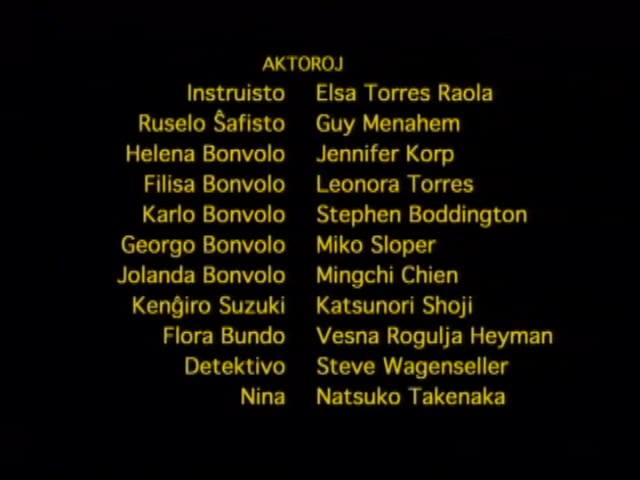 AKTOROJ
Instruisto Elsa Torres Raola
Ruselo Ŝafisto Guy Menahem
Helena Bonvolo Jennifer Korp
Filisa Bonvolo Leonora Torres
Karlo Bonvolo Stephen Boddington
Georgo Bonvolo Miko Sloper
Jolanda Bonvolo Mingchi Chien
Kenĝiro Suzuki Katsunori Shoji
Flora Bundo Vesna Rogulja Heyman
Detektivo Steve Wagenseller
Nina Natsuko Takenaka